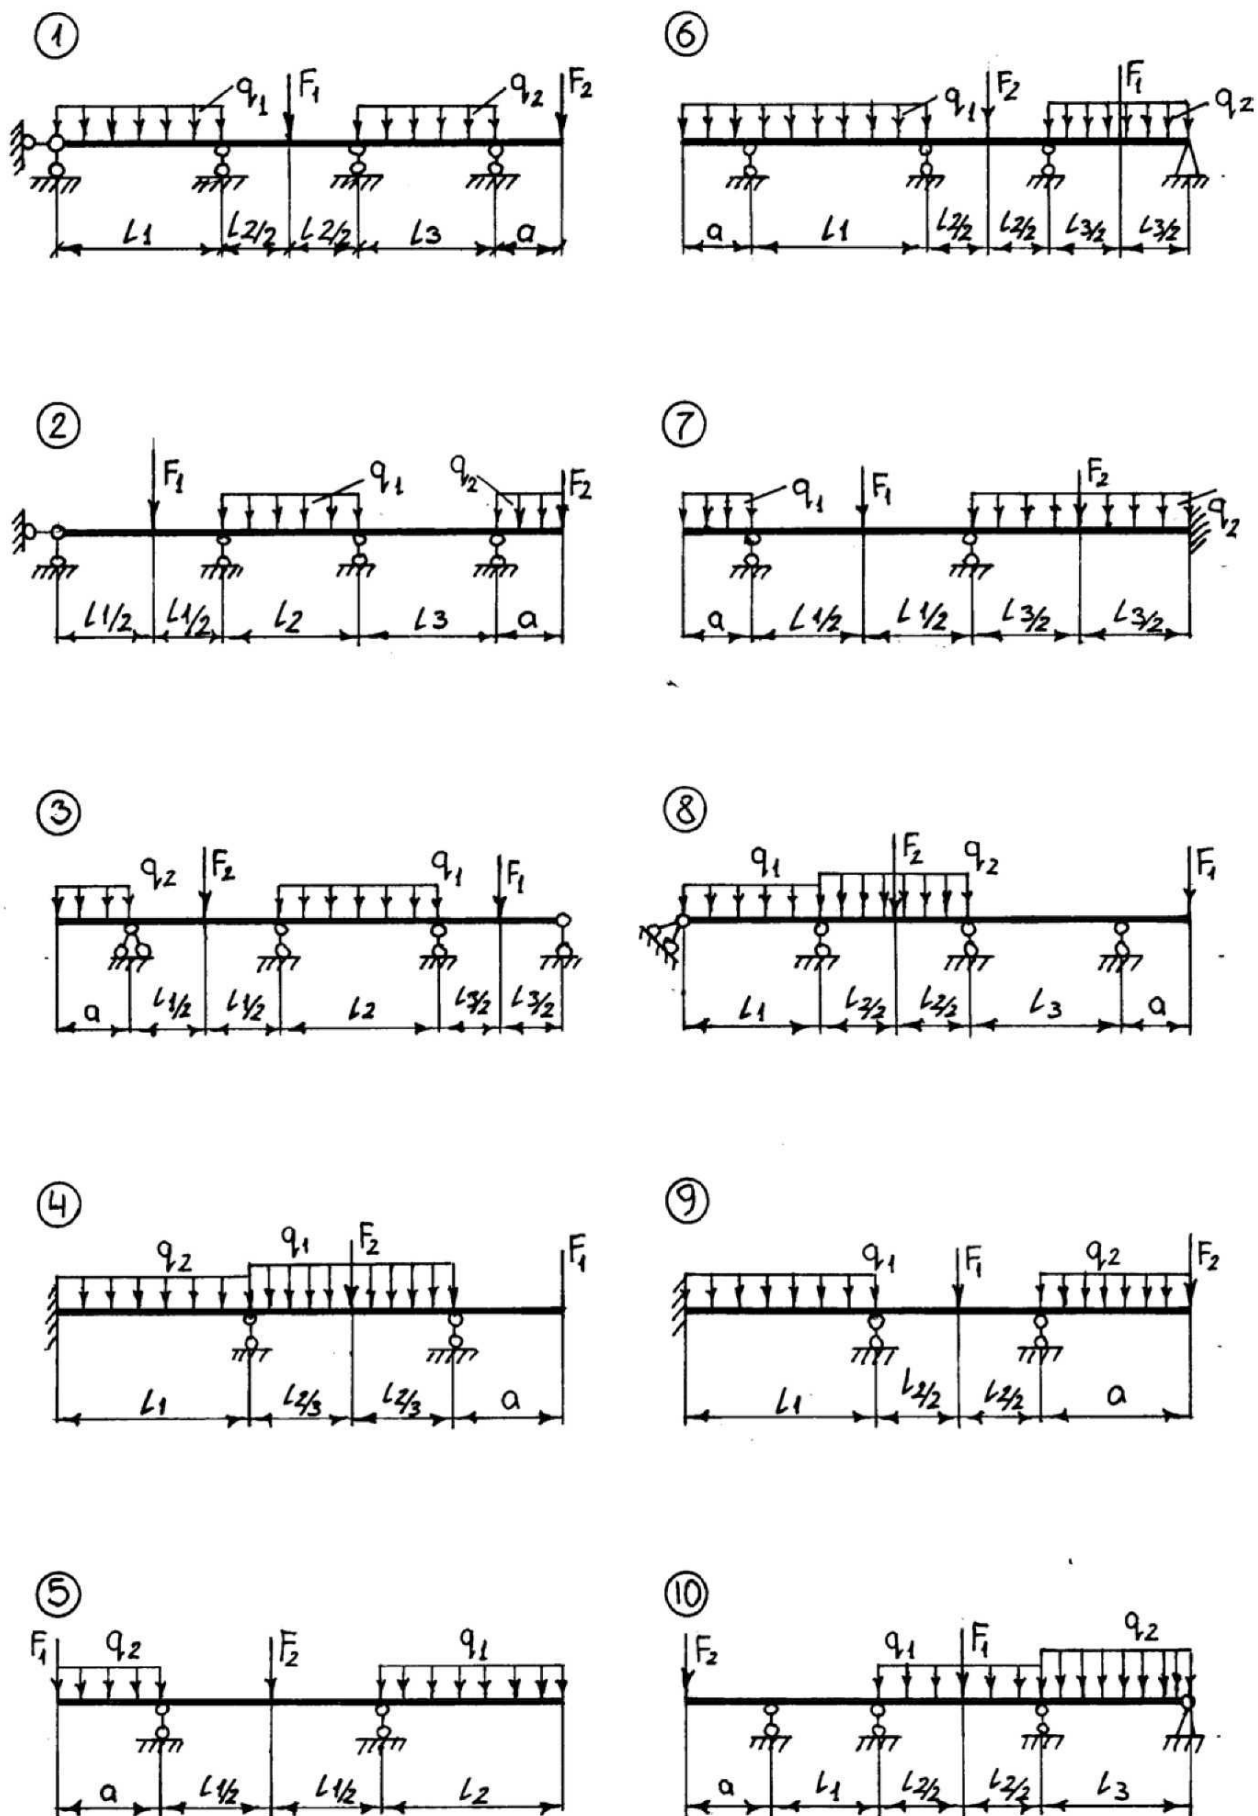 1
q1 F1 q2 F2
L1 L2/2 L2/2 L3 a
6
q1 F2 F1 q2
a L1 L2/2 L2/2 L3/2 L3/2
2
F1 q1 q2 F2
L1/2 L1/2 L2 L3 a
7
q1 F1 F2 q2
a L1/2 L1/2 L3/2 L3/2
3
q2 F2 q1 F1
a L1/2 L1/2 L2 L3/2 L3/2
8
q1 F2 q2 F1
L1 L2/2 L2/2 L3 a
4
q2 q1 F2 F1
L1 L2/3 L2/3 a
9
q1 F1 q2 F2
L1 L2/2 L2/2 a
5
F1 q2 F2 q1
a L1/2 L1/2 L2
10
F2 q1 F1 q2
a L1 L2/2 L2/2 L3